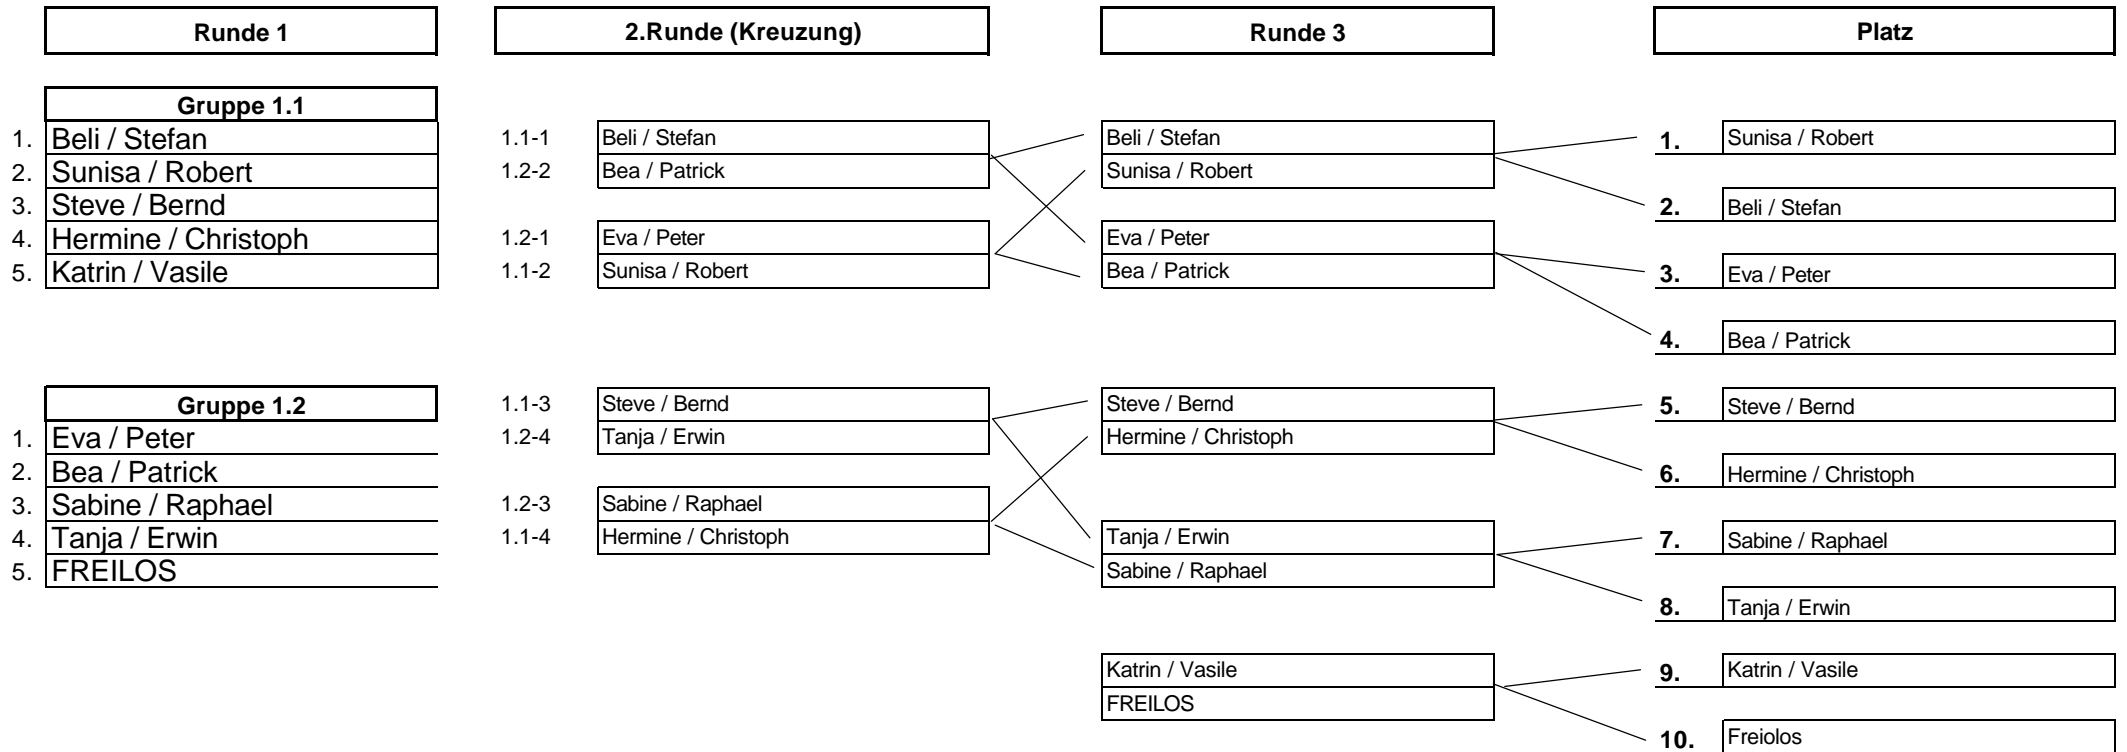 Runde 1
2.Runde (Kreuzung)
Runde 3
Platz
Gruppe 1.1
1. Beli / Stefan
2. Sunisa / Robert
3. Steve / Bernd
4. Hermine / Christoph
5. Katrin / Vasile
Gruppe 1.2
1. Eva / Peter
2. Bea / Patrick
3. Sabine / Raphael
4. Tanja / Erwin
5. FREILOS
1.1-1 Beli / Stefan
1.2-2 Bea / Patrick
1.2-1 Eva / Peter
1.1-2 Sunisa / Robert
1.1-3 Steve / Bernd
1.2-4 Tanja / Erwin
1.2-3 Sabine / Raphael
1.1-4 Hermine / Christoph
Beli / Stefan
Sunisa / Robert
Eva / Peter
Bea / Patrick
Steve / Bernd
Hermine / Christoph
Tanja / Erwin
Sabine / Raphael
Katrin / Vasile
FREILOS
1. Sunisa / Robert
2. Beli / Stefan
3. Eva / Peter
4. Bea / Patrick
5. Steve / Bernd
6. Hermine / Christoph
7. Sabine / Raphael
8. Tanja / Erwin
9. Katrin / Vasile
10. Freiolos